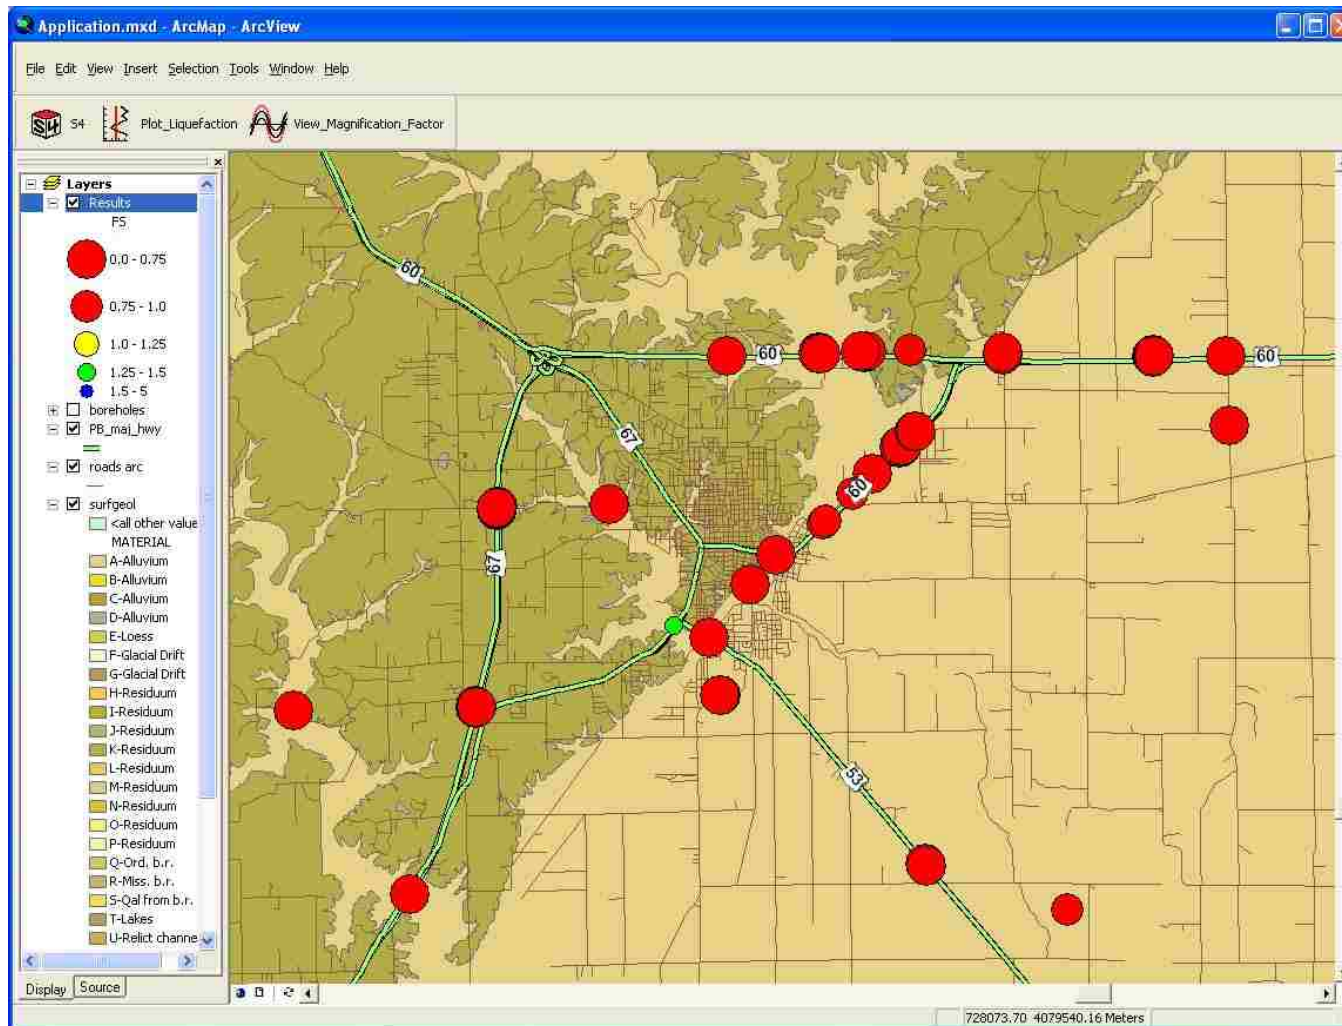 Application.mxd - ArcMap - ArcView
File Edit View Insert Selection Tools Window Help
S4 Plot_Liquefaction View_Magnification_Factor
Layers
Results
FS
0.0 - 0.75
0.75 - 1.0
1.0 - 1.25
1.25 - 1.5
1.5 - 5
boreholes
PB_maj_hwy
roads arc
surfgeol
<all other value
MATERIAL
A-Alluvium
B-Alluvium
C-Alluvium
D-Alluvium
E-Loess
F-Glacial Drift
G-Glacial Drift
H-Residuum
I-Residuum
J-Residuum
K-Residuum
L-Residuum
M-Residuum
N-Residuum
O-Residuum
P-Residuum
Q-Ord. b.r.
R-Miss. b.r.
S-Qal from b.r.
T-Lakes
U-Relict channe
Display Source
60
60
60
67
60
67
53
728073.70 4079540.16 Meters